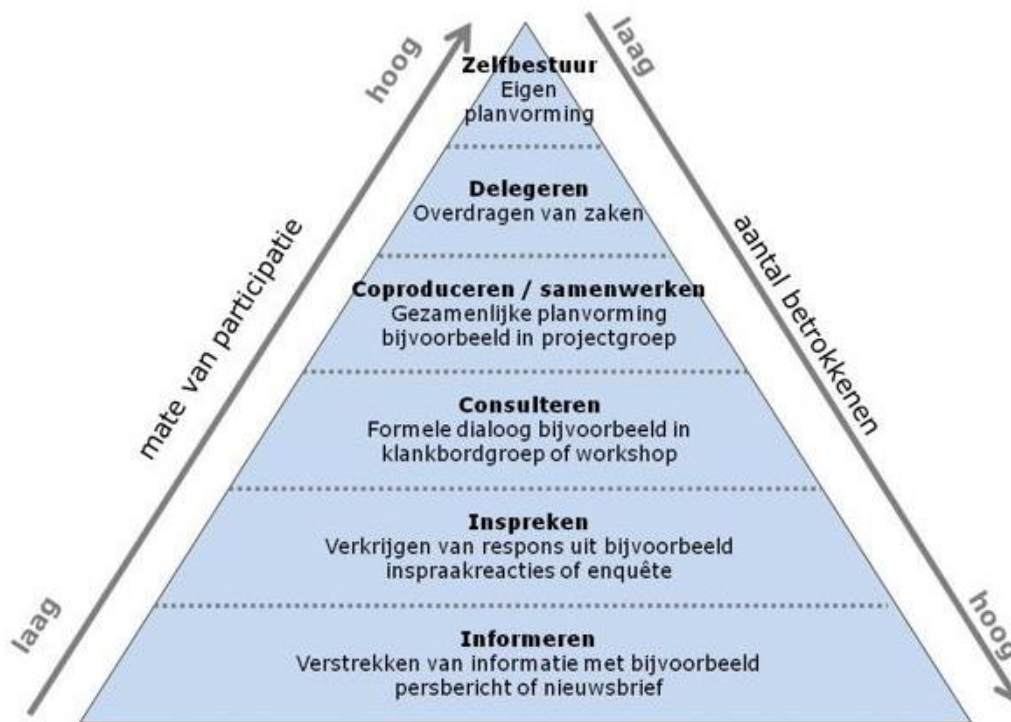 hoog
laag
Zelfbestuur
Eigen
planvorming
Delegeren
Overdragen van zaken
mate van participatie
aantal betrokkenen
Coproduceren / samenwerken
Gezamenlijke planvorming
bijvoorbeeld in projectgroep
Consulteren
Formele dialoog bijvoorbeeld in
klankbordgroep of workshop
Inspreken
Verkrijgen van respons uit bijvoorbeeld
inspraakreacties of enquête
laag
hoog
Informeren
Verstrekken van informatie met bijvoorbeeld
persbericht of nieuwsbrief